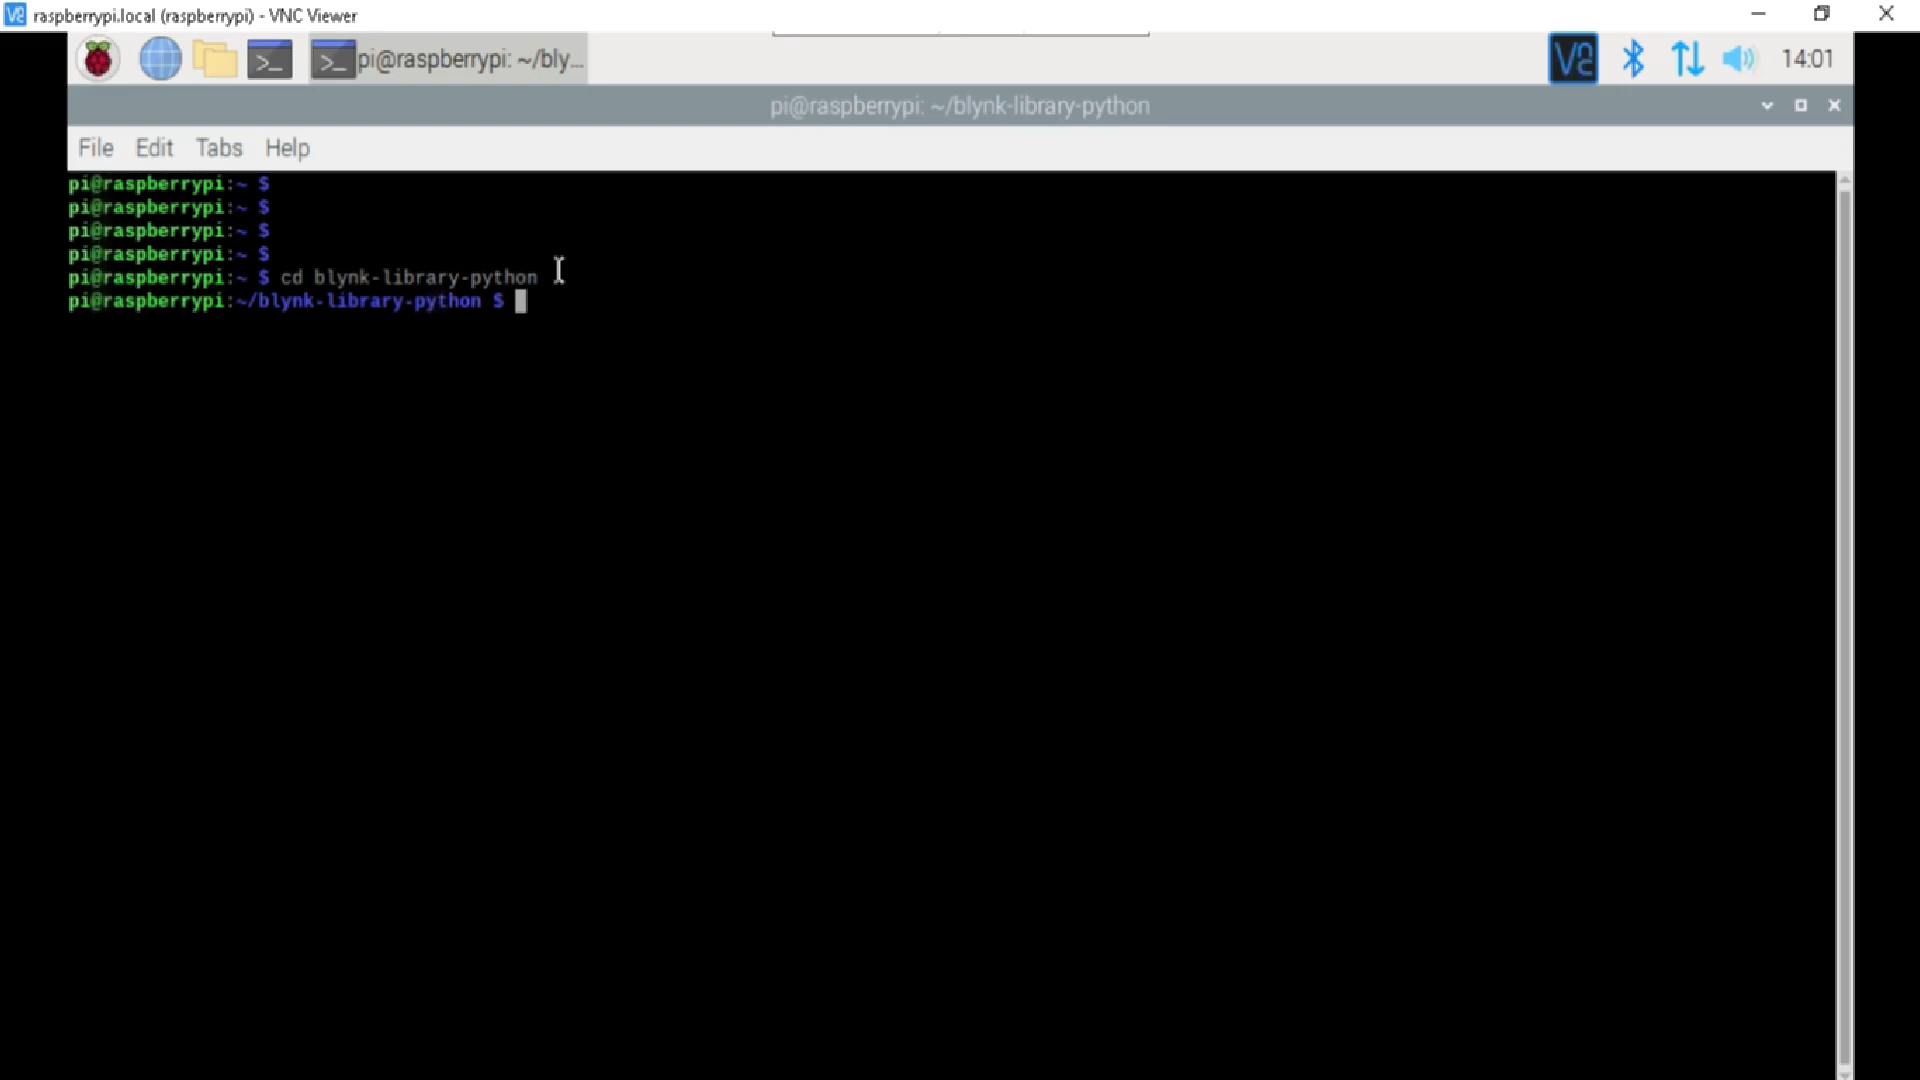 raspberrypi.local (raspberrypi) - VNC Viewer
pi@raspberrypi: ~/bly...
14:01
pi@raspberrypi: ~/blynk-library-python
File Edit Tabs Help
pi@raspberrypi:~ $
pi@raspberrypi:~ $
pi@raspberrypi:~ $
pi@raspberrypi:~ $
pi@raspberrypi:~ $ cd blynk-library-python
pi@raspberrypi:~/blynk-library-python $